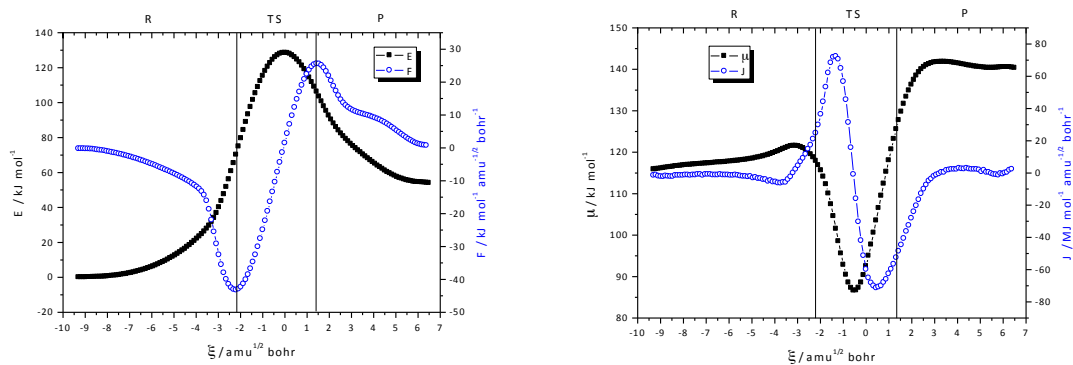 R TS P
140
120
100
80
60
40
20
0
-20
E / kJ mol-1
30
20
10
0
-10
-20
-30
-40
-50
F / kJ mol-1 amu-1/2 bohr-1
E
F
-10 -9 -8 -7 -6 -5 -4 -3 -2 -1 0 1 2 3 4 5 6 7
ξ / amu1/2 bohr
R TS P
150
140
130
120
110
100
90
80
μ / kJ mol-1
80
60
40
20
0
-20
-40
-60
-80
J / MJ mol-1 amu-1/2 bohr-1
μ
J
-10 -9 -8 -7 -6 -5 -4 -3 -2 -1 0 1 2 3 4 5 6 7
ξ / amu1/2 bohr